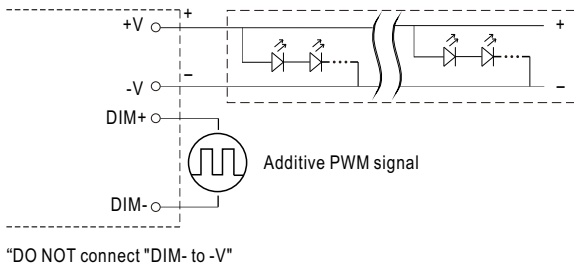 +V
+
+
-V
–
–
DIM+
Additive PWM signal
DIM-
“DO NOT connect "DIM- to -V"